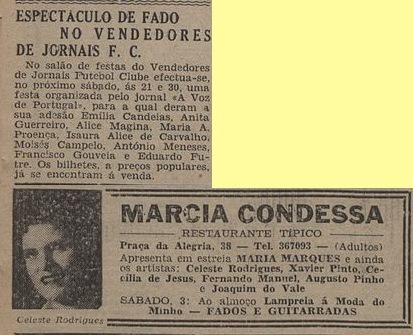 ESPECTÁCULO DE FADO
NO VENDEDORES
DE JORNAIS F. C.
No salão de festas do Vendedores
de Jornais Futebol Clube efectua-se,
no próximo sábado, ás 21 e 30, uma
festa organizada pelo jornal «A Voz
de Portugal», para a qual deram a
sua adesão Emília Candeias, Anita
Guerreiro, Alice Magina, Maria A.
Proença, Isaura Alice de Carvalho,
Moisés Campelo, António Meneses,
Francisco Gouveia e Eduardo Fu-
tre. Os bilhetes, a preços populares,
já se encontram á venda.
Celeste Rodrigues
MARCIA CONDESSA
RESTAURANTE TÍPICO
Praça da Alegria, 38 — Tel. 367093 — (Adultos)
Apresenta em estreia MARIA MARQUES e ainda
os artistas: Celeste Rodrigues, Xavier Pinto, Ce-
cília de Jesus, Fernando Manuel, Augusto Pinho
e Joaquim do Vale
SABADO, 3: Ao almoço Lampreia á Moda do
Minho — FADOS E GUITARRADAS